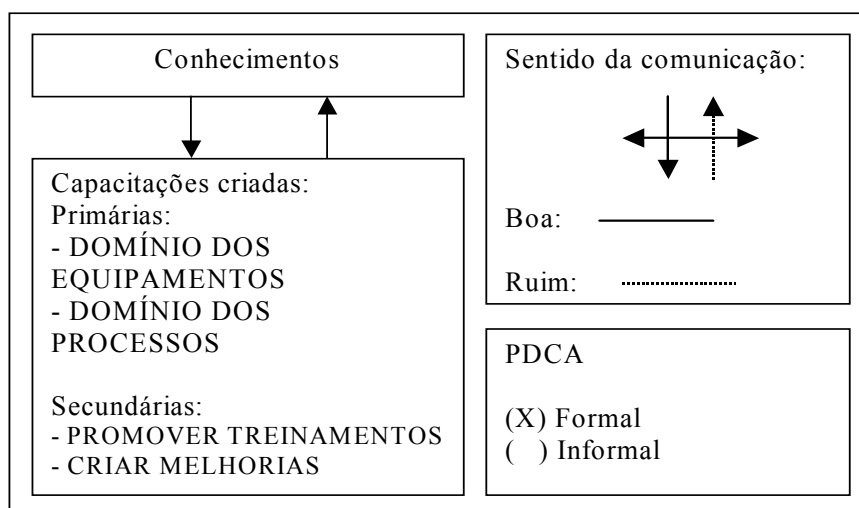 Conhecimentos
Capacitações criadas:
Primárias:
- DOMÍNIO DOS
EQUIPAMENTOS
- DOMÍNIO DOS
PROCESSOS
Secundárias:
- PROMOVER TREINAMENTOS
- CRIAR MELHORIAS
Sentido da comunicação:
Boa:
Ruim:
PDCA
(X) Formal
(   ) Informal